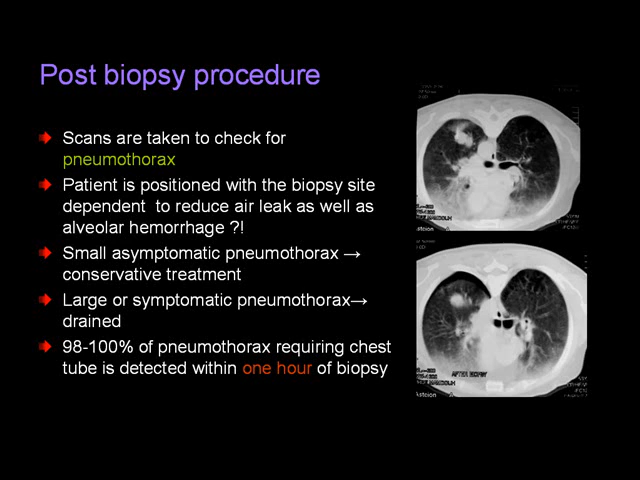 Post biopsy procedure
Scans are taken to check for
pneumothorax
Patient is positioned with the biopsy site
dependent to reduce air leak as well as
alveolar hemorrhage ?!
Small asymptomatic pneumothorax →
conservative treatment
Large or symptomatic pneumothorax→
drained
98-100% of pneumothorax requiring chest
tube is detected within one hour of biopsy
AFTER BIOPSY